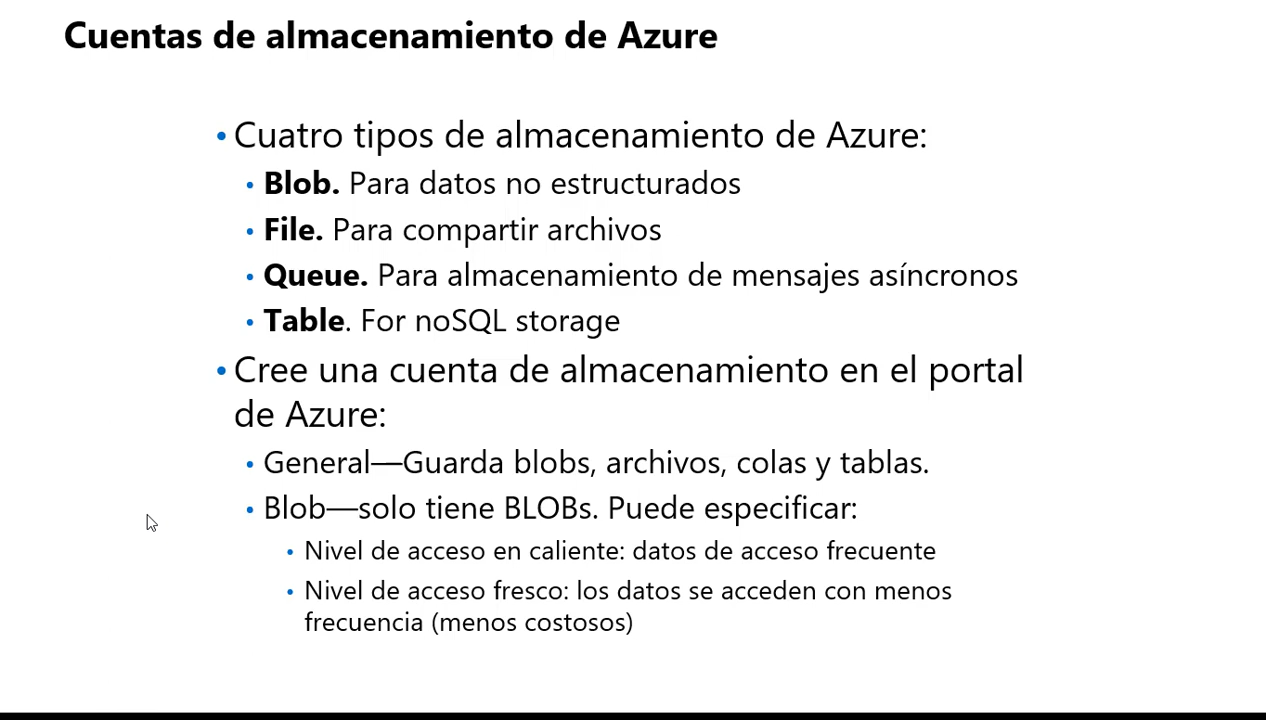 Cuentas de almacenamiento de Azure
• Cuatro tipos de almacenamiento de Azure:
• Blob. Para datos no estructurados
• File. Para compartir archivos
• Queue. Para almacenamiento de mensajes asíncronos
• Table. For noSQL storage
• Cree una cuenta de almacenamiento en el portal
de Azure:
• General—Guarda blobs, archivos, colas y tablas.
• Blob—solo tiene BLOBs. Puede especificar:
• Nivel de acceso en caliente: datos de acceso frecuente
• Nivel de acceso fresco: los datos se acceden con menos
frecuencia (menos costosos)